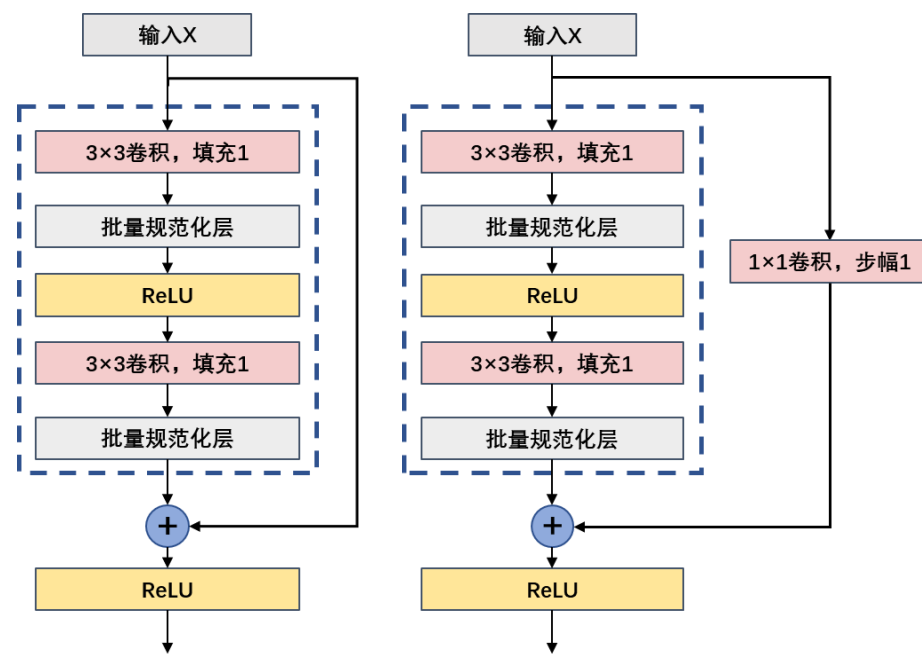 输入X
3×3卷积，填充1
批量规范化层
ReLU
3×3卷积，填充1
批量规范化层
+
ReLU
输入X
3×3卷积，填充1
批量规范化层
ReLU
3×3卷积，填充1
批量规范化层
1×1卷积，步幅1
+
ReLU